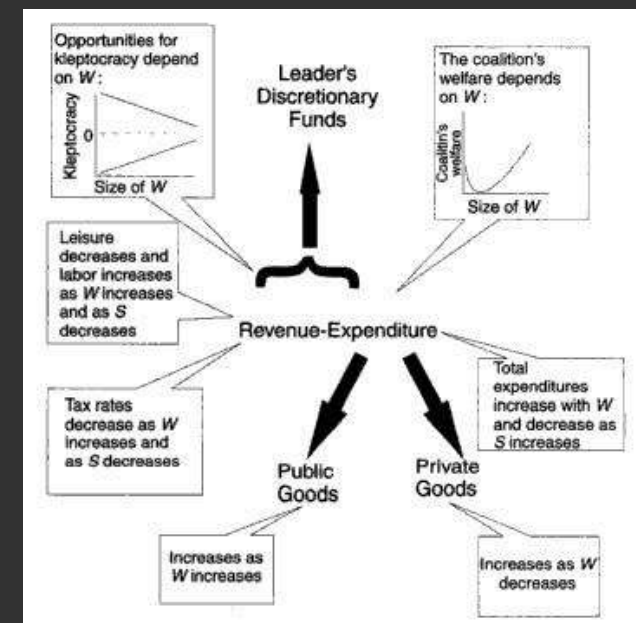 Opportunities for
kleptocracy depend
on W:
Kleptocracy
0
Size of W
Leader's
Discretionary
Funds
The coalition's
welfare depends
on W:
Coalitin's
welfare
Size of W
Leisure
decreases and
labor increases
as W increases
and as S
decreases
Revenue-Expenditure
Tax rates
decrease as W
increases and
as S decreases
Total
expenditures
increase with W
and decrease as
S increases
Public
Goods
Private
Goods
Increases as
W increases
Increases as W
decreases